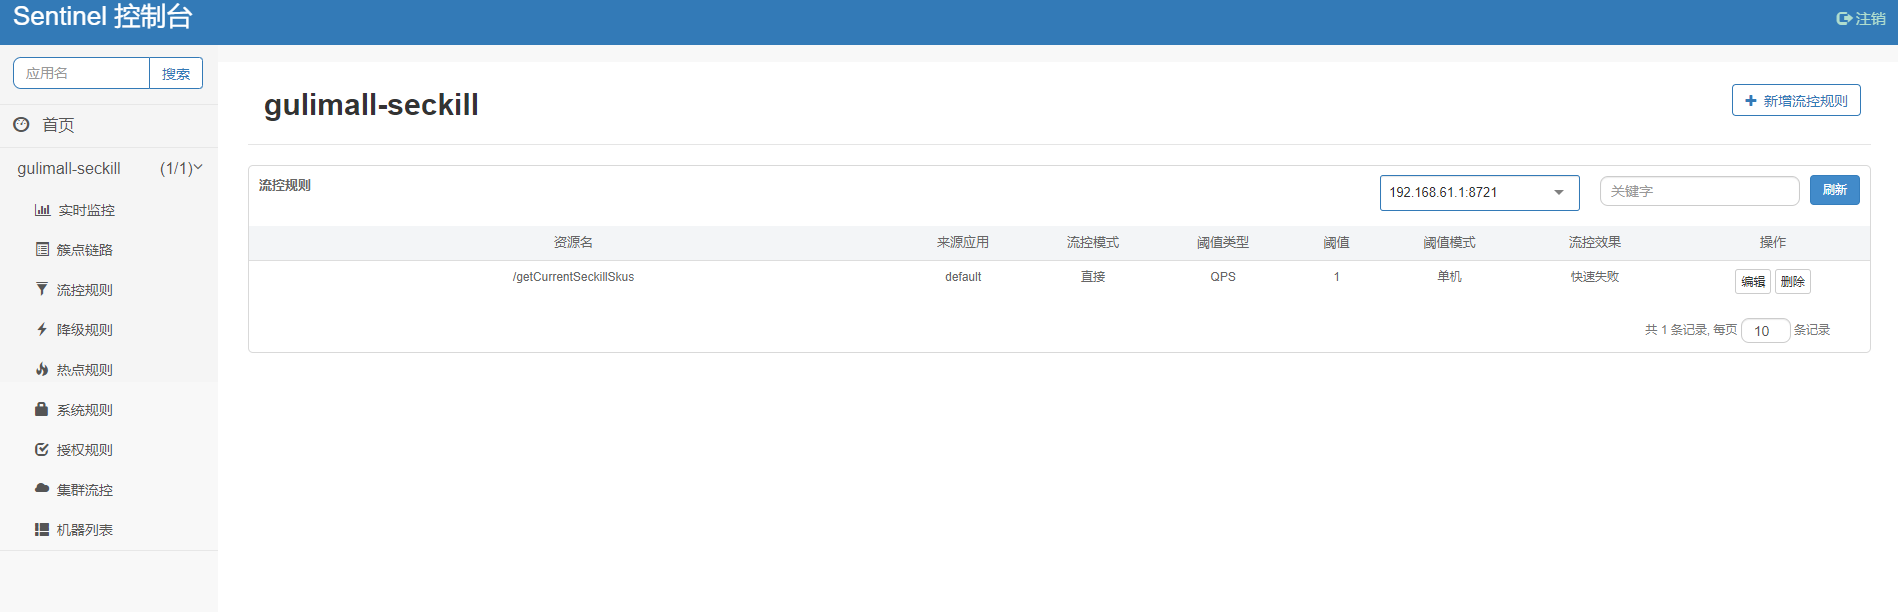 Sentinel 控制台
注销
应用名 搜索
首页
gulimall-seckill (1/1)
实时监控
簇点链路
流控规则
降级规则
热点规则
系统规则
授权规则
集群流控
机器列表
gulimall-seckill
+ 新增流控规则
流控规则 192.168.61.1:8721 关键字 刷新
资源名 来源应用 流控模式 阈值类型 阈值 阈值模式 流控效果 操作
/getCurrentSeckillSkus default 直接 QPS 1 单机 快速失败 编辑 删除
共 1 条记录, 每页 10 条记录